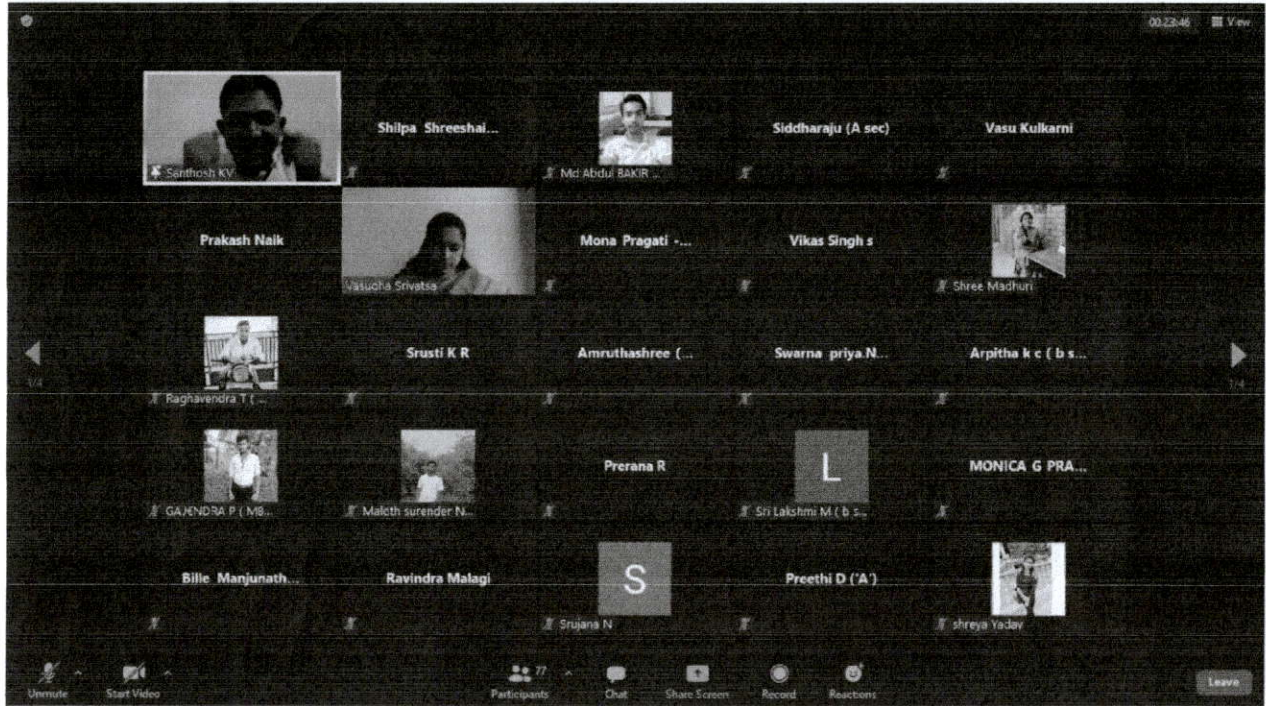 00:23:46 View
Santhosh KV
Shilpa Shreeshai...
Md Abdul BAKIR ...
Siddharaju (A sec)
Vasu Kulkarni
Prakash Naik
Vasudha Srivatsa
Mona Pragati -...
Vikas Singh s
Shree Madhuri
1/4
Raghavendra T ( ...
Srusti K R
Amruthashree (...
Swarna priya.N...
Arpitha k c ( b s...
1/4
GAJENDRA P ( MB...
Maloth surender N...
Prerana R
L
Sri Lakshmi M ( b s...
MONICA G PRA...
Bille Manjunath...
Ravindra Malagi
S
Srujana N
Preethi D ('A')
shreya Yadav
Unmute
Start Video
Participants 77
Chat
Share Screen
Record
Reactions
Leave